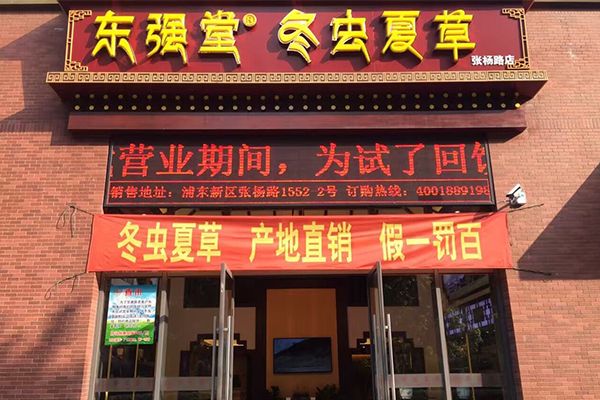 东强堂® 冬虫夏草
张杨路店
营业期间，为试了回馈
销售地址：浦东新区张杨路1552-2号 订购热线：4001889198
冬虫夏草 产地直销 假一罚百